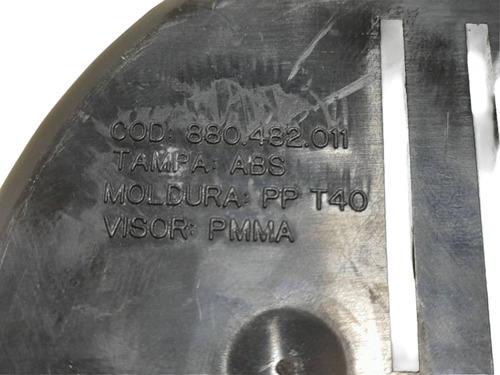 COD: 880.482.011
TAMPA: ABS
MOLDURA: PP T40
VISOR: PMMA